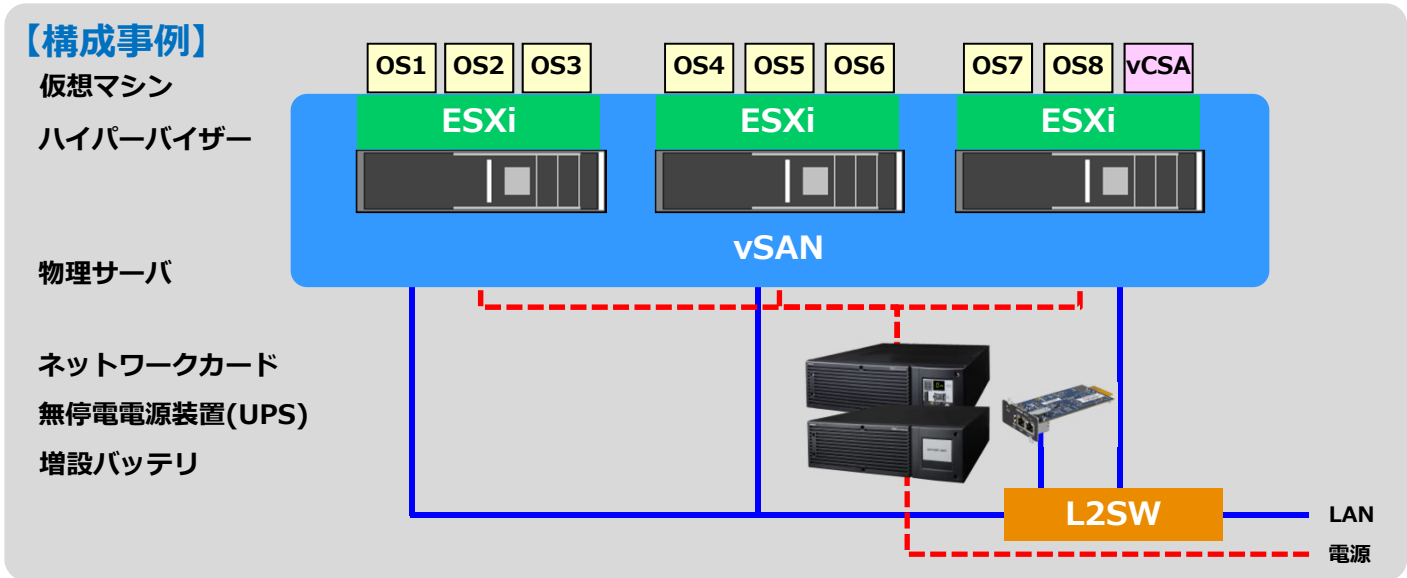 【構成事例】
仮想マシン
OS1 OS2 OS3 OS4 OS5 OS6 OS7 OS8 vCSA
ハイパーバイザー
ESXi ESXi ESXi
vSAN
物理サーバ
ネットワークカード
無停電電源装置(UPS)
増設バッテリ
L2SW
LAN
電源